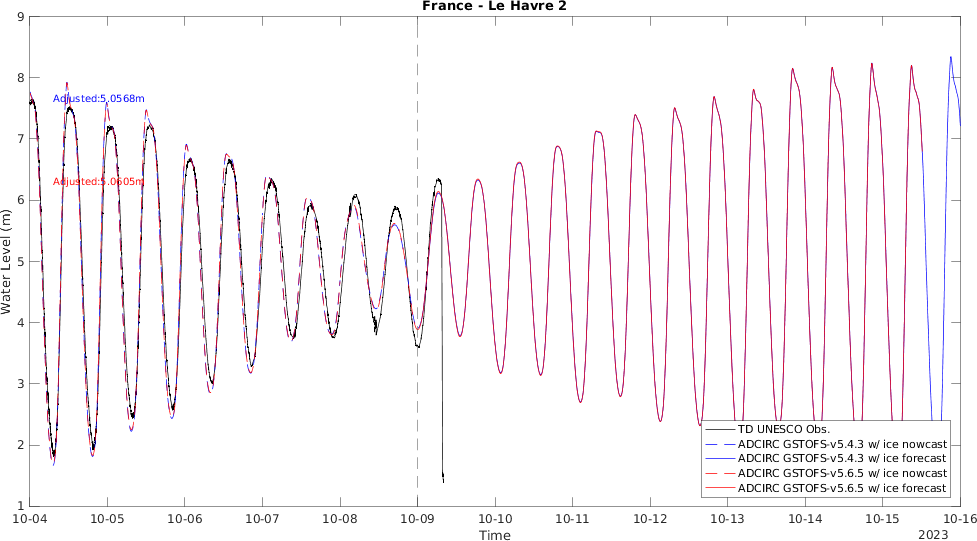 France - Le Havre 2
9
8
7
6
5
4
3
2
1
Water Level (m)
Adjusted:5.0568m
Adjusted:5.0605m
TD UNESCO Obs.
ADCIRC GSTOFS-v5.4.3 w/ ice nowcast
ADCIRC GSTOFS-v5.4.3 w/ ice forecast
ADCIRC GSTOFS-v5.6.5 w/ ice nowcast
ADCIRC GSTOFS-v5.6.5 w/ ice forecast
10-04 10-05 10-06 10-07 10-08 10-09 10-10 10-11 10-12 10-13 10-14 10-15 10-16
Time
2023